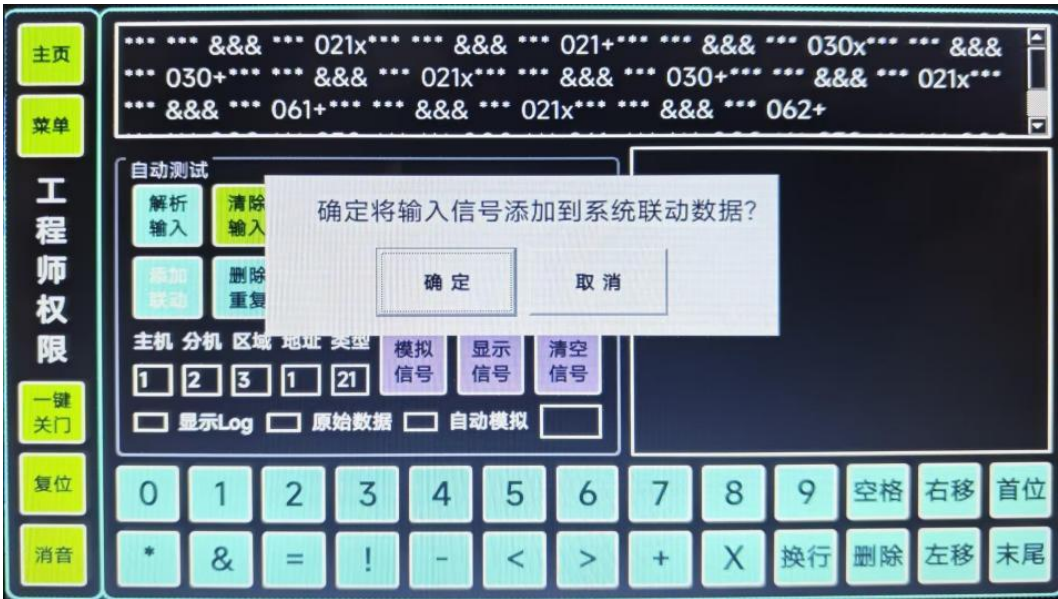 主页
菜单
工程师权限
一键
关门
复位
消音
*** *** &&& *** 021x*** *** &&& *** 021+*** *** &&& *** 030x*** *** &&&
*** 030+*** *** &&& *** 021x*** *** &&& *** 030+*** *** &&& *** 021x***
*** &&& *** 061+*** *** &&& *** 021x*** *** &&& *** 062+
自动测试
解析
输入
清除
输入
添加
联动
删除
重复
确定将输入信号添加到系统联动数据?
确定
取消
主机 分机 区域 地址 类型
1 2 3 1 21
模拟
信号
显示
信号
清空
信号
显示Log 原始数据 自动模拟
0 1 2 3 4 5 6 7 8 9 空格 右移 首位
* & = ! - < > + X 换行 删除 左移 末尾